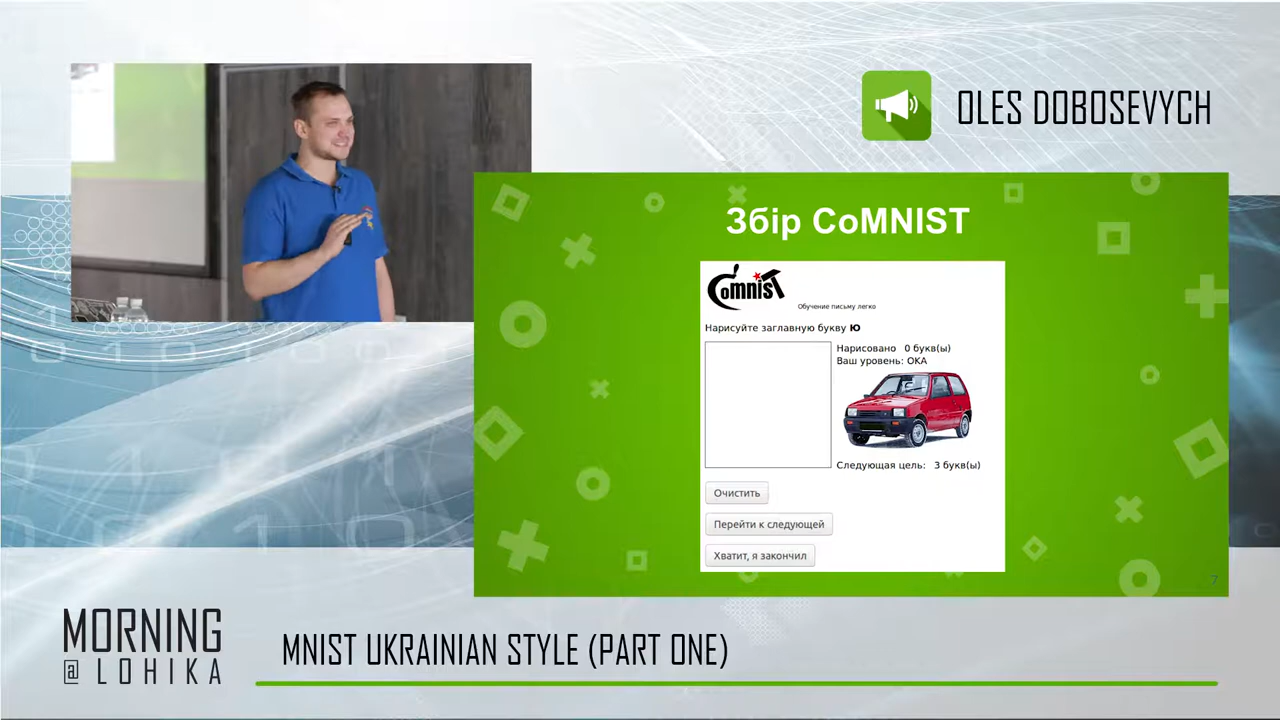 OLES DOBOSEVYCH
Збір CoMNIST
Comnist
Обучение письму легко
Нарисуйте заглавную букву Ю
Нарисовано 0 букв(ы)
Ваш уровень: ОКА
Следующая цель: 3 букв(ы)
Очистить
Перейти к следующей
Хватит, я закончил
7
MORNING
@ LOHIKA
MNIST UKRAINIAN STYLE (PART ONE)